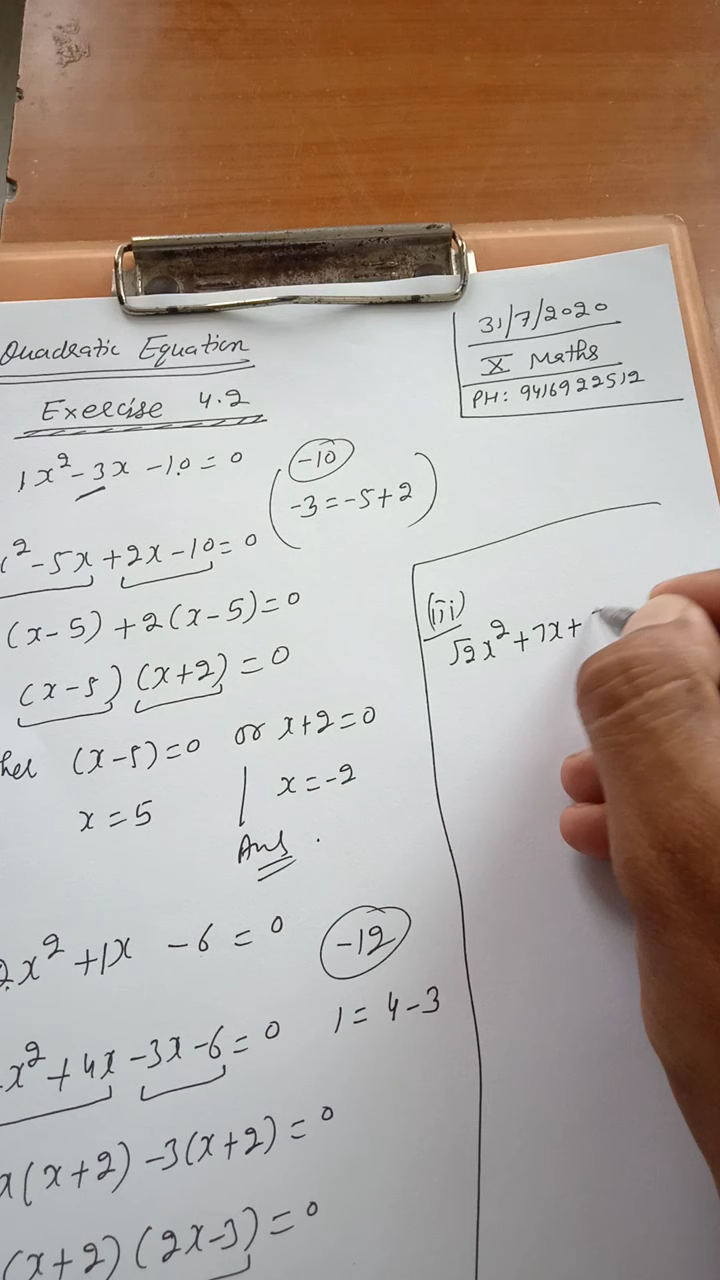 Quadratic Equation
Exercise 4.2
31/7/2020
X Maths
PH: 9416922512
1x² - 3x - 10 = 0
-10
-3 = -5 + 2
x² - 5x + 2x - 10 = 0
(x - 5) + 2(x - 5) = 0
(x - 5) (x + 2) = 0
(x - 5) = 0 or x + 2 = 0
x = 5 | x = -2
Ans.
2x² + 1x - 6 = 0
-12
1 = 4 - 3
x² + 4x - 3x - 6 = 0
x(x + 2) - 3(x + 2) = 0
(x + 2) (2x - 3) = 0
(iii)
√2x² + 7x +